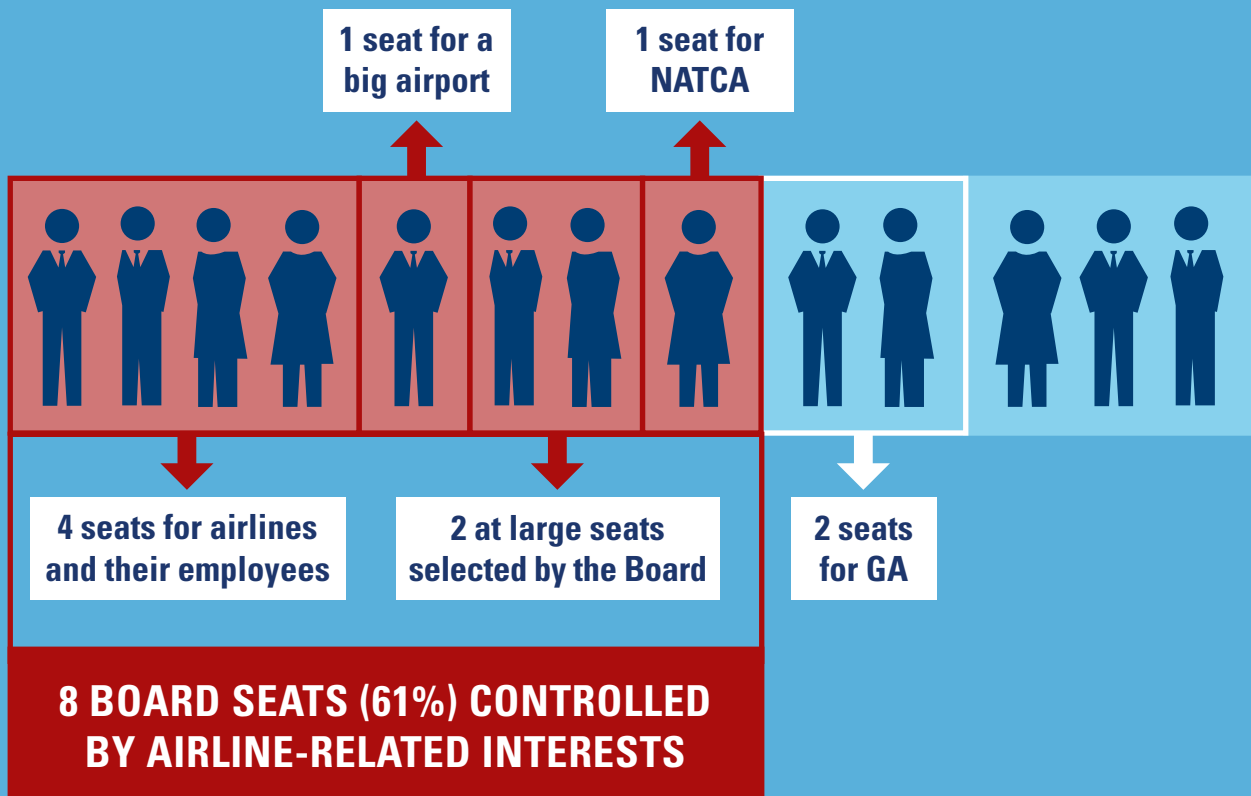 1 seat for a
big airport
1 seat for
NATCA
4 seats for airlines
and their employees
2 at large seats
selected by the Board
2 seats
for GA
8 BOARD SEATS (61%) CONTROLLED
BY AIRLINE-RELATED INTERESTS